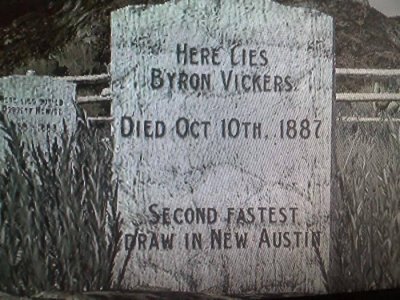 HERE LIES
BYRON VICKERS.
DIED OCT 10TH, 1887
SECOND FASTEST
DRAW IN NEW AUSTIN